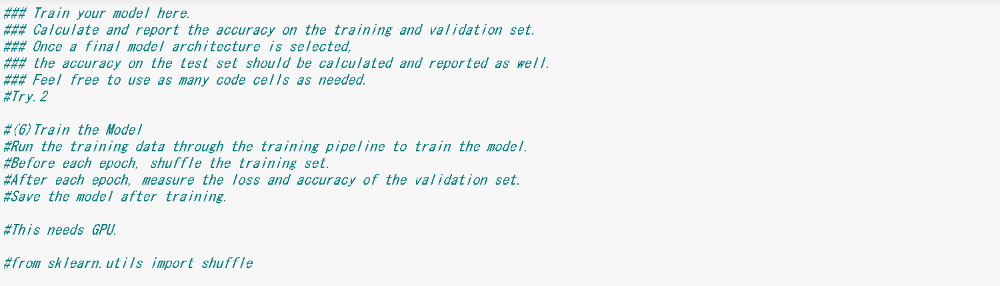 ### Train your model here.
### Calculate and report the accuracy on the training and validation set.
### Once a final model architecture is selected,
### the accuracy on the test set should be calculated and reported as well.
### Feel free to use as many code cells as needed.
#Try.2
#(6)Train the Model
#Run the training data through the training pipeline to train the model.
#Before each epoch, shuffle the training set.
#After each epoch, measure the loss and accuracy of the validation set.
#Save the model after training.
#This needs GPU.
#from sklearn.utils import shuffle